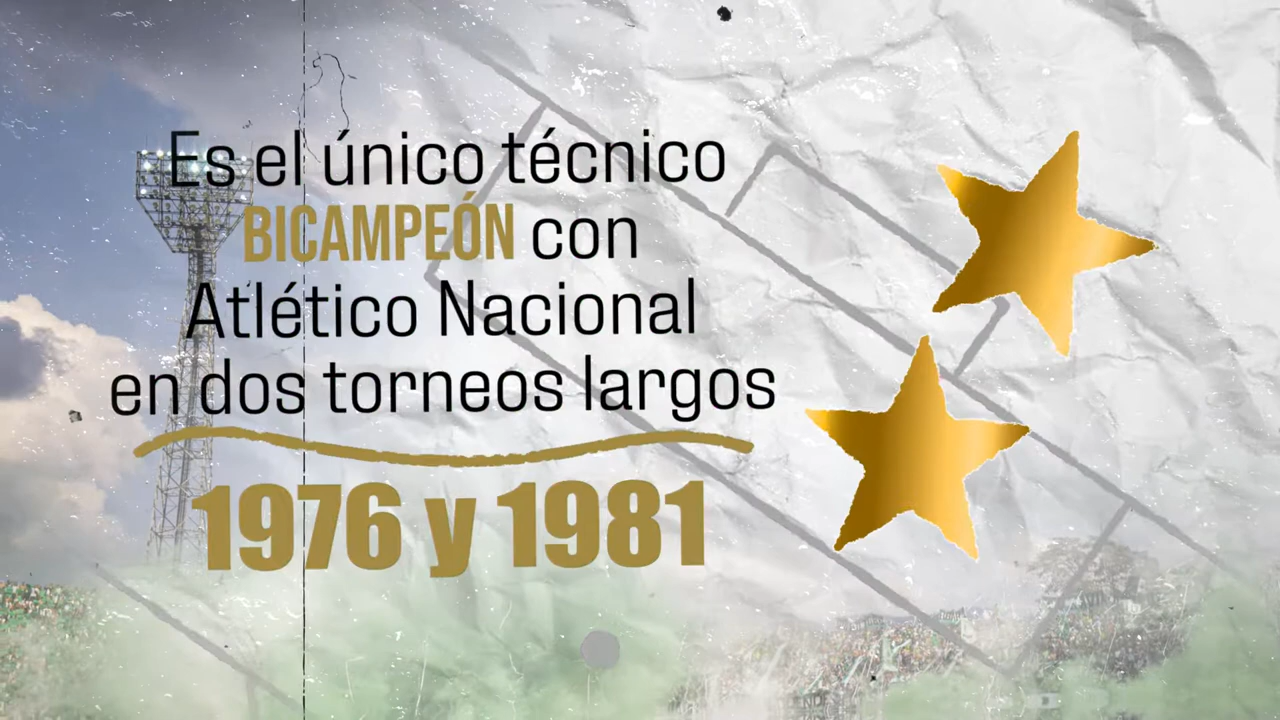 Es el único técnico
BICAMPEÓN con
Atlético Nacional
en dos torneos largos
1976 y 1981